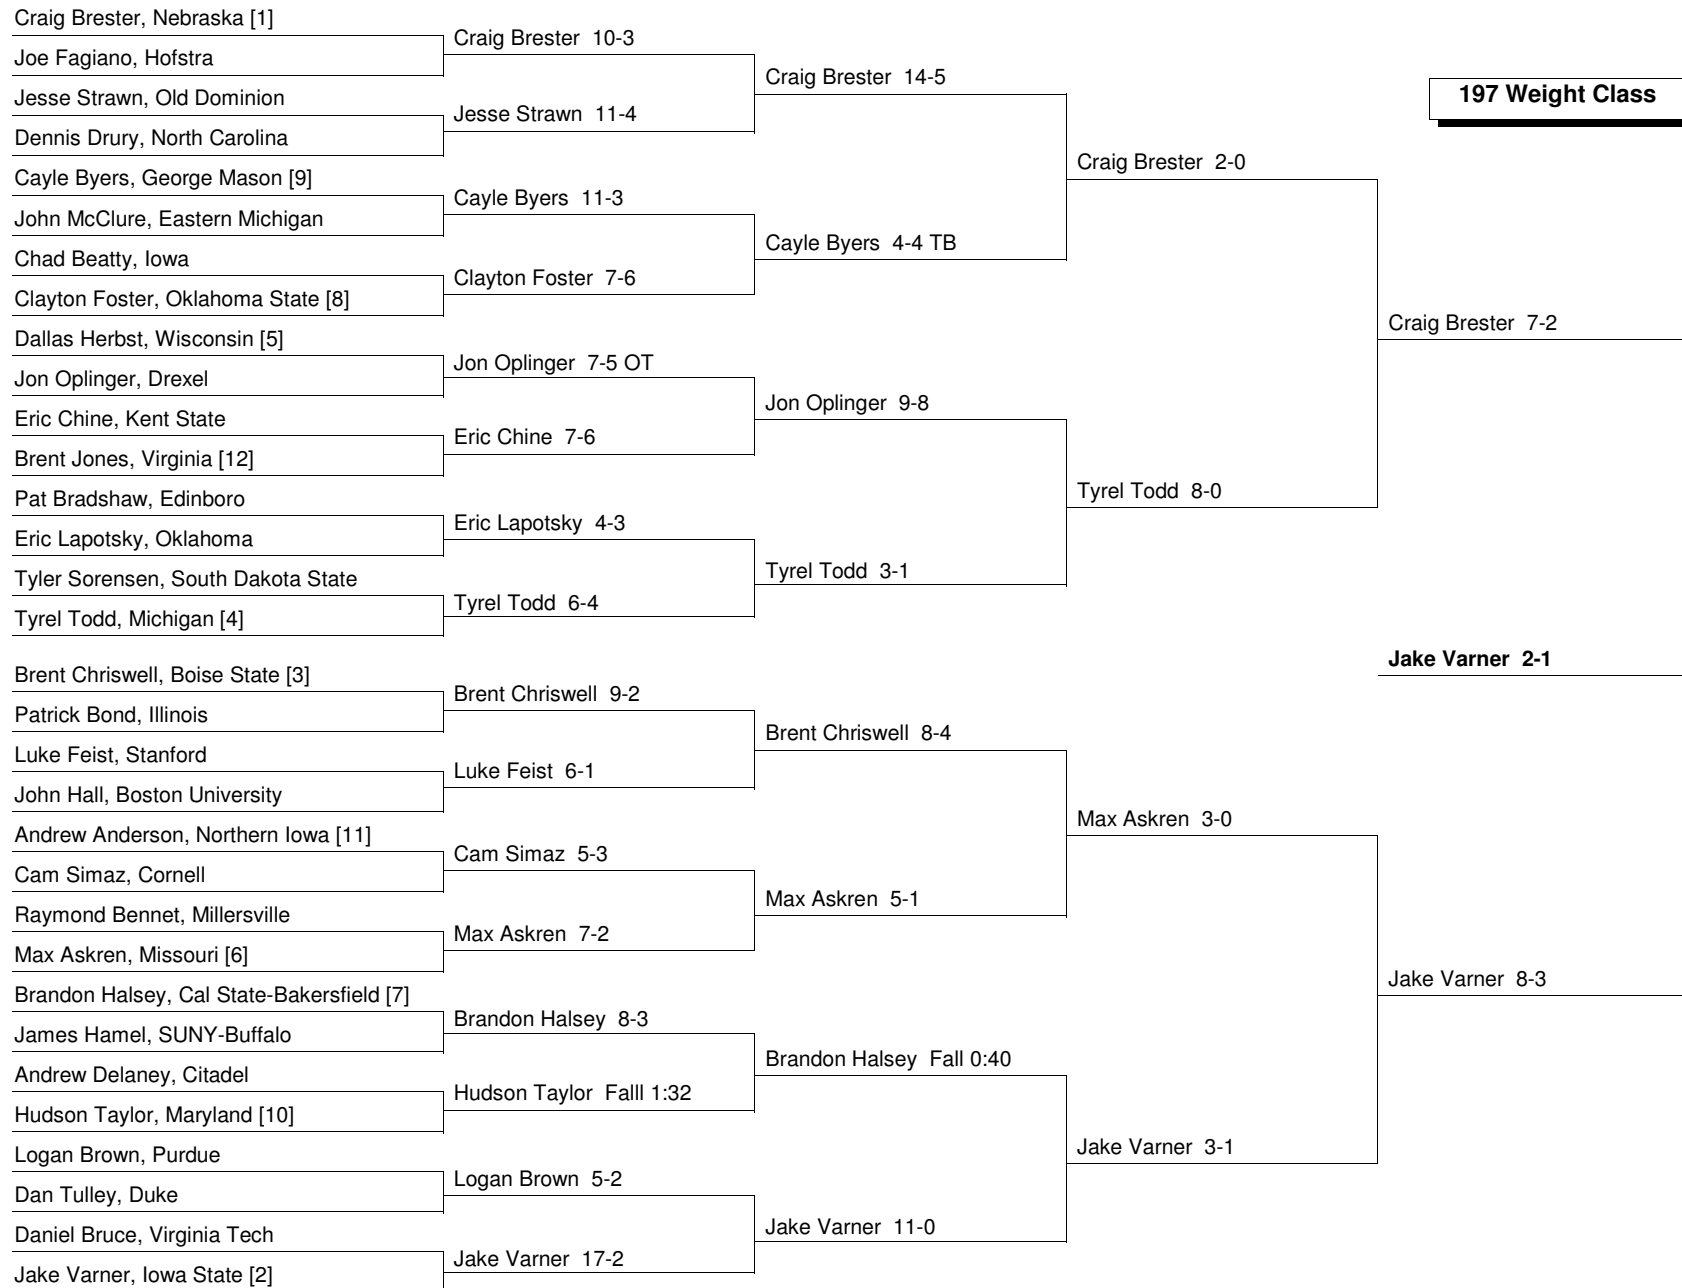 Craig Brester, Nebraska [1]
Joe Fagiano, Hofstra
Jesse Strawn, Old Dominion
Dennis Drury, North Carolina
Cayle Byers, George Mason [9]
John McClure, Eastern Michigan
Chad Beatty, Iowa
Clayton Foster, Oklahoma State [8]
Dallas Herbst, Wisconsin [5]
Jon Oplinger, Drexel
Eric Chine, Kent State
Brent Jones, Virginia [12]
Pat Bradshaw, Edinboro
Eric Lapotsky, Oklahoma
Tyler Sorensen, South Dakota State
Tyrel Todd, Michigan [4]
Brent Chriswell, Boise State [3]
Patrick Bond, Illinois
Luke Feist, Stanford
John Hall, Boston University
Andrew Anderson, Northern Iowa [11]
Cam Simaz, Cornell
Raymond Bennet, Millersville
Max Askren, Missouri [6]
Brandon Halsey, Cal State-Bakersfield [7]
James Hamel, SUNY-Buffalo
Andrew Delaney, Citadel
Hudson Taylor, Maryland [10]
Logan Brown, Purdue
Dan Tulley, Duke
Daniel Bruce, Virginia Tech
Jake Varner, Iowa State [2]
Craig Brester 10-3
Jesse Strawn 11-4
Cayle Byers 11-3
Clayton Foster 7-6
Jon Oplinger 7-5 OT
Eric Chine 7-6
Eric Lapotsky 4-3
Tyrel Todd 6-4
Brent Chriswell 9-2
Luke Feist 6-1
Cam Simaz 5-3
Max Askren 7-2
Brandon Halsey 8-3
Hudson Taylor Falll 1:32
Logan Brown 5-2
Jake Varner 17-2
Craig Brester 14-5
Cayle Byers 4-4 TB
Jon Oplinger 9-8
Tyrel Todd 3-1
Brent Chriswell 8-4
Max Askren 5-1
Brandon Halsey Fall 0:40
Jake Varner 11-0
Craig Brester 2-0
Tyrel Todd 8-0
Max Askren 3-0
Jake Varner 3-1
197 Weight Class
Craig Brester 7-2
Jake Varner 2-1
Jake Varner 8-3